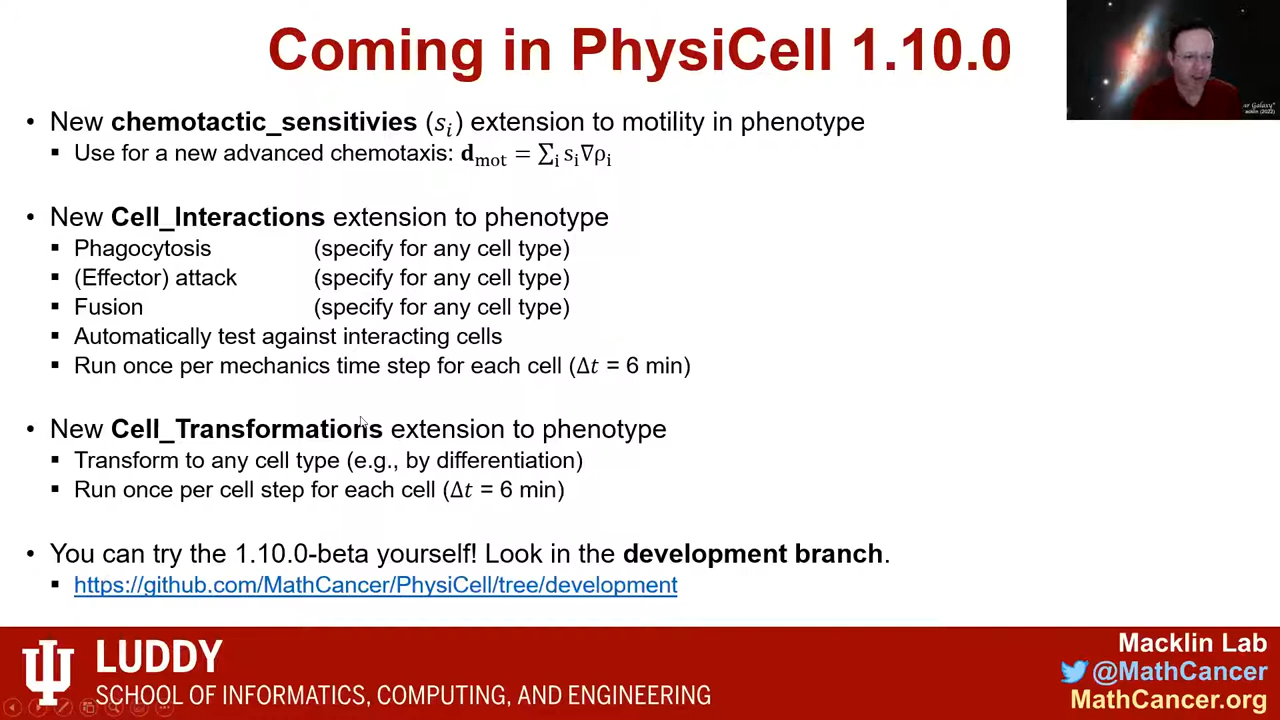 Coming in PhysiCell 1.10.0
ar Galaxy"
(2022)
• New chemotactic_sensitivies (sᵢ) extension to motility in phenotype
▪ Use for a new advanced chemotaxis: d_mot = ∑ᵢ sᵢ∇ρᵢ
• New Cell_Interactions extension to phenotype
▪ Phagocytosis (specify for any cell type)
▪ (Effector) attack (specify for any cell type)
▪ Fusion (specify for any cell type)
▪ Automatically test against interacting cells
▪ Run once per mechanics time step for each cell (Δt = 6 min)
• New Cell_Transformations extension to phenotype
▪ Transform to any cell type (e.g., by differentiation)
▪ Run once per cell step for each cell (Δt = 6 min)
• You can try the 1.10.0-beta yourself! Look in the development branch.
▪ https://github.com/MathCancer/PhysiCell/tree/development
LUDDY
SCHOOL OF INFORMATICS, COMPUTING, AND ENGINEERING
Macklin Lab
@MathCancer
MathCancer.org